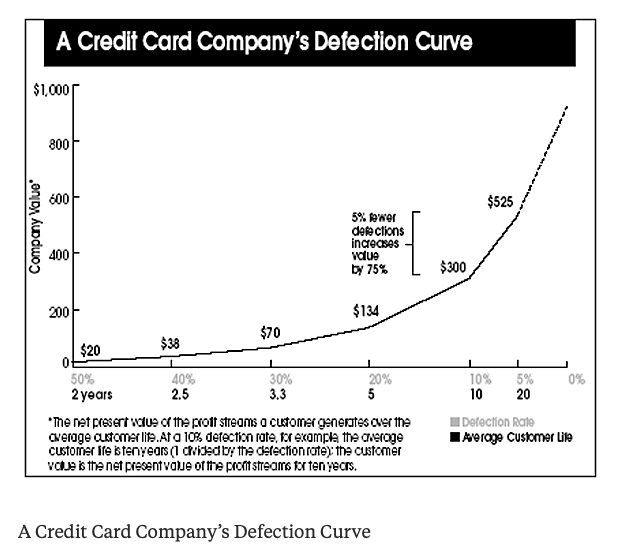 A Credit Card Company's Defection Curve
$1,000
800
600
400
200
0
Company Value*
$20
$38
$70
$134
$300
$525
5% fewer
defections
increases
value
by 75%
50% 40% 30% 20% 10% 5% 0%
2 years 2.5 3.3 5 10 20
*The net present value of the profit streams a customer generates over the
average customer life. At a 10% defection rate, for example, the average
customer life is ten years (1 divided by the defection rate); the customer
value is the net present value of the profit streams for ten years.
Defection Rate
Average Customer Life
A Credit Card Company's Defection Curve